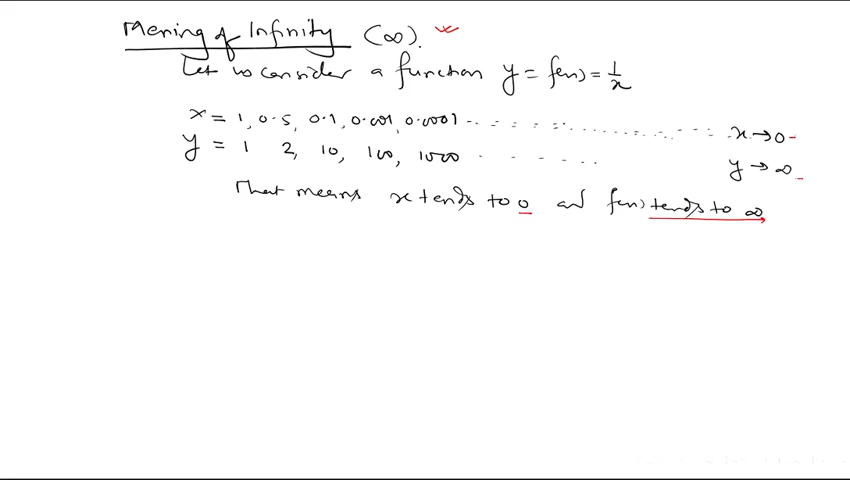 Mening of Infinity (∞).
Let us consider a function y = f(x) = 1/x
x = 1, 0.5, 0.1, 0.001, 0.0001 - - - - . . . . . . . . . . x → 0
y = 1 2, 10, 100, 1000 - - - - . . . y → ∞
That means x tends to 0 and f(x) tends to ∞